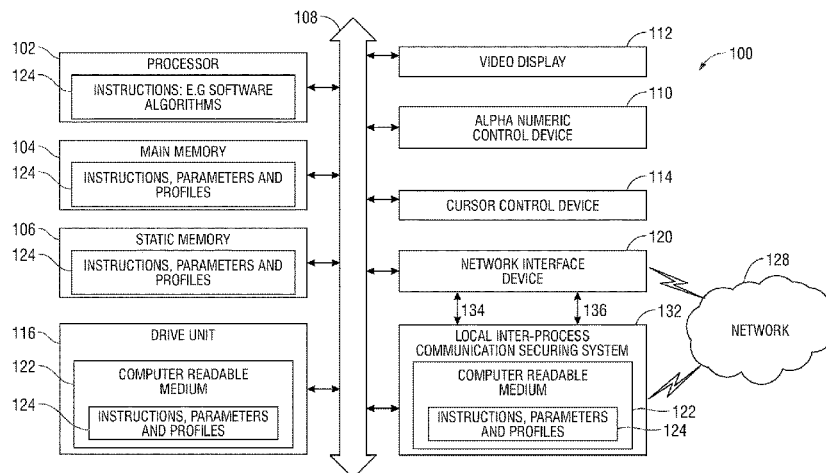 108
102
PROCESSOR
124
INSTRUCTIONS: E.G SOFTWARE
ALGORITHMS
104
MAIN MEMORY
124
INSTRUCTIONS, PARAMETERS AND
PROFILES
106
STATIC MEMORY
124
INSTRUCTIONS, PARAMETERS AND
PROFILES
116
DRIVE UNIT
122
COMPUTER READABLE
MEDIUM
124
INSTRUCTIONS, PARAMETERS
AND PROFILES
112
VIDEO DISPLAY
100
110
ALPHA NUMERIC
CONTROL DEVICE
114
CURSOR CONTROL DEVICE
120
NETWORK INTERFACE
DEVICE
128
NETWORK
134
136
132
LOCAL INTER-PROCESS
COMMUNICATION SECURING SYSTEM
COMPUTER READABLE
MEDIUM
122
INSTRUCTIONS, PARAMETERS
AND PROFILES
124